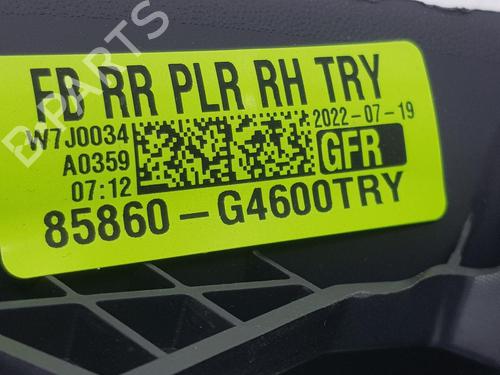 FB RR PLR RH TRY
W7J0034
2022-07-19
A0359
GFR
07:12
85860-G4600TRY
B-PARTS